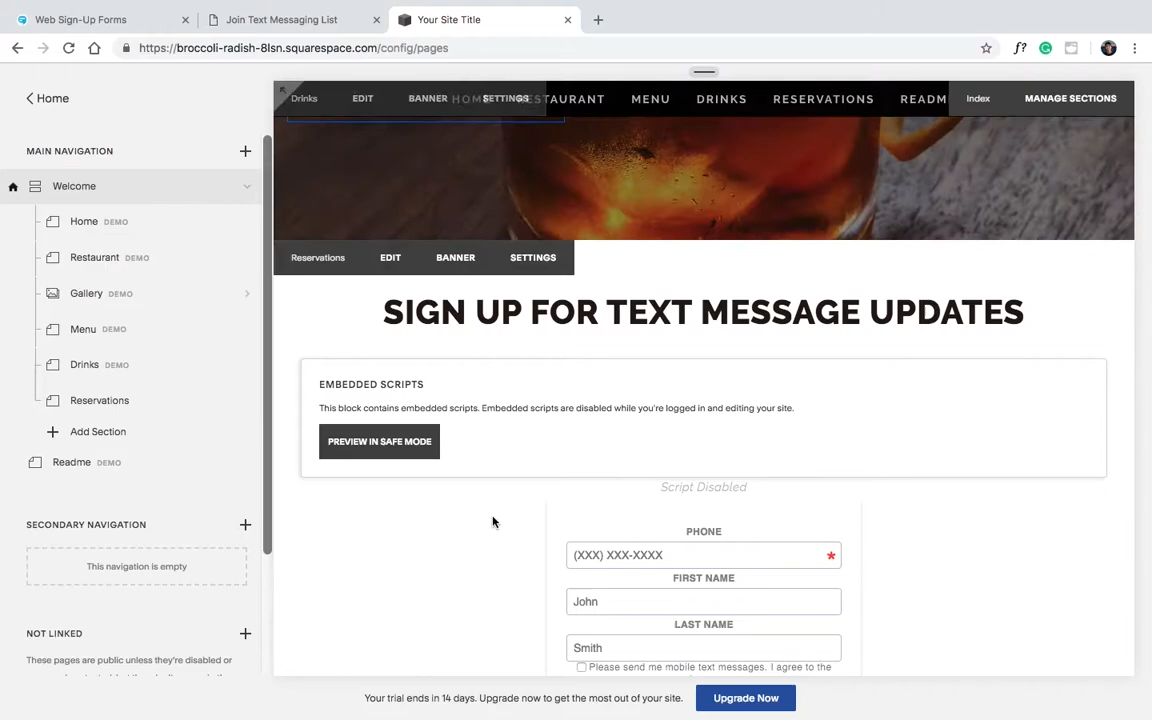 Web Sign-Up Forms
Join Text Messaging List
Your Site Title
https://broccoli-radish-8lsn.squarespace.com/config/pages
f?
Home
Drinks EDIT BANNER SETTINGS
HOME RESTAURANT MENU DRINKS RESERVATIONS README
Index MANAGE SECTIONS
MAIN NAVIGATION
Welcome
Home DEMO
Restaurant DEMO
Gallery DEMO
Menu DEMO
Drinks DEMO
Reservations
Add Section
Readme DEMO
SECONDARY NAVIGATION
This navigation is empty
NOT LINKED
These pages are public unless they're disabled or
Reservations EDIT BANNER SETTINGS
SIGN UP FOR TEXT MESSAGE UPDATES
EMBEDDED SCRIPTS
This block contains embedded scripts. Embedded scripts are disabled while you're logged in and editing your site.
PREVIEW IN SAFE MODE
Script Disabled
PHONE
(XXX) XXX-XXXX *
FIRST NAME
John
LAST NAME
Smith
Please send me mobile text messages. I agree to the
Your trial ends in 14 days. Upgrade now to get the most out of your site.
Upgrade Now